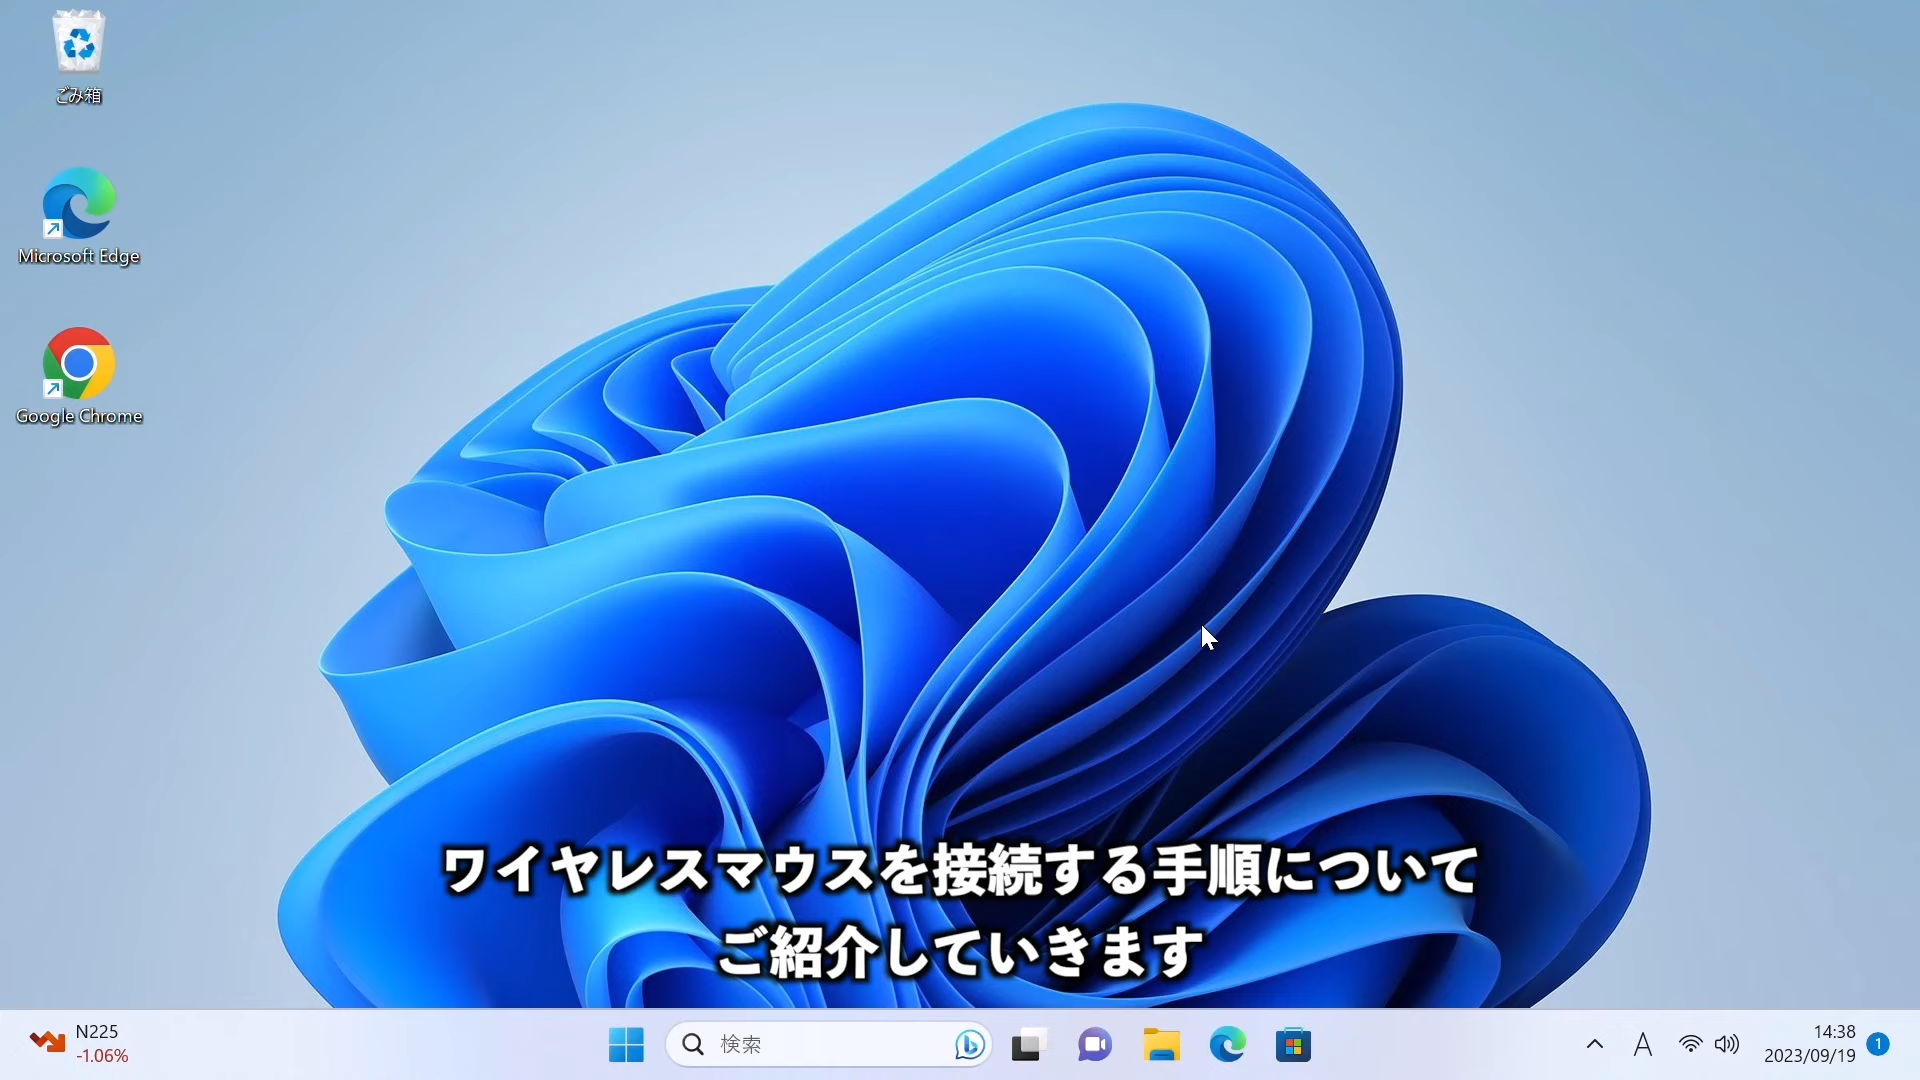 ごみ箱
Microsoft Edge
Google Chrome
ワイヤレスマウスを接続する手順について
ご紹介していきます
N225
-1.06%
検索
A
14:38
2023/09/19
1